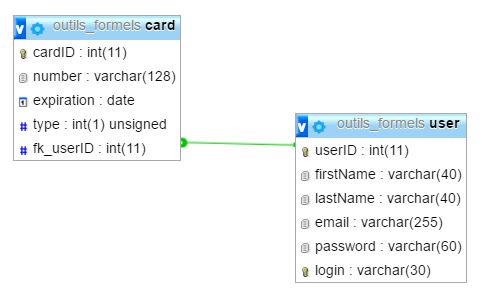 v outils_formels card
cardID : int(11)
number : varchar(128)
expiration : date
# type : int(1) unsigned
# fk_userID : int(11)
v outils_formels user
userID : int(11)
firstName : varchar(40)
lastName : varchar(40)
email : varchar(255)
password : varchar(60)
login : varchar(30)